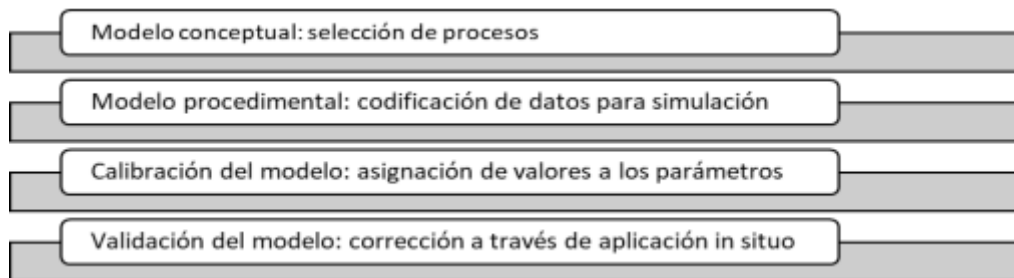 Modelo conceptual: selección de procesos
Modelo procedimental: codificación de datos para simulación
Calibración del modelo: asignación de valores a los parámetros
Validación del modelo: corrección a través de aplicación in situo